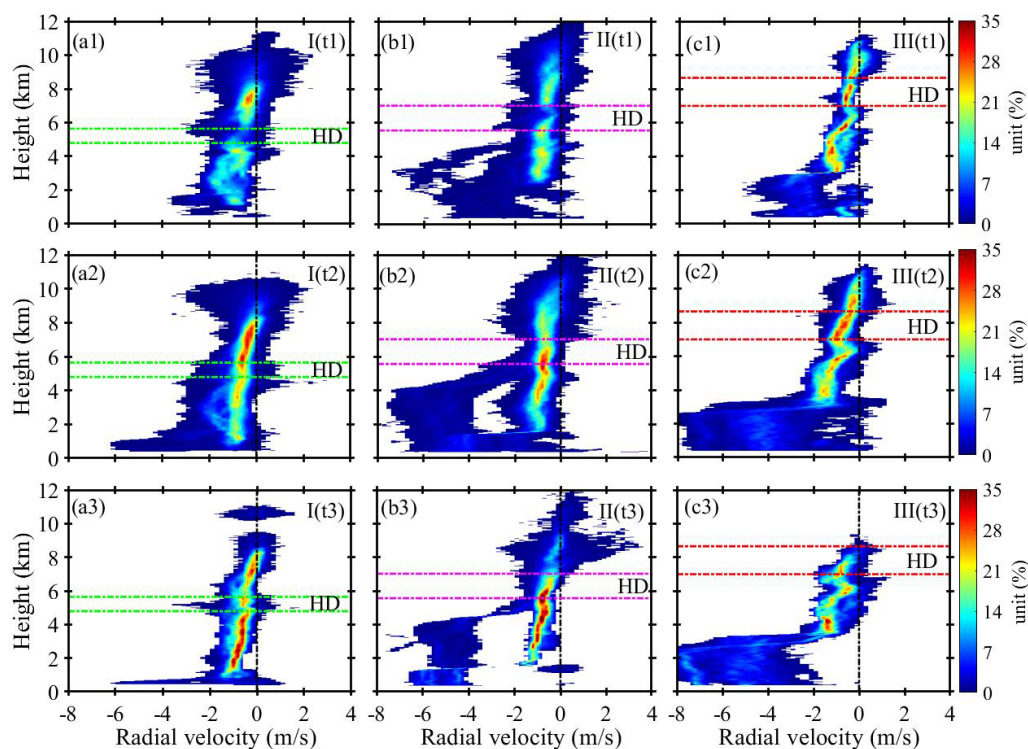 12 (a1) I(t1) (b1) II(t1) (c1) III(t1) 35
10 28
8 21
6 HD HD HD 14
4 7
2 0
0
Height (km) unit (%)
12 (a2) I(t2) (b2) II(t2) (c2) III(t2) 35
10 28
8 21
6 HD HD HD 14
4 7
2 0
0
Height (km) unit (%)
12 (a3) I(t3) (b3) II(t3) (c3) III(t3) 35
10 28
8 21
6 HD HD HD 14
4 7
2 0
0
Height (km) unit (%)
-8 -6 -4 -2 0 2 4 -6 -4 -2 0 2 4 -6 -4 -2 0 2 4
Radial velocity (m/s) Radial velocity (m/s) Radial velocity (m/s)